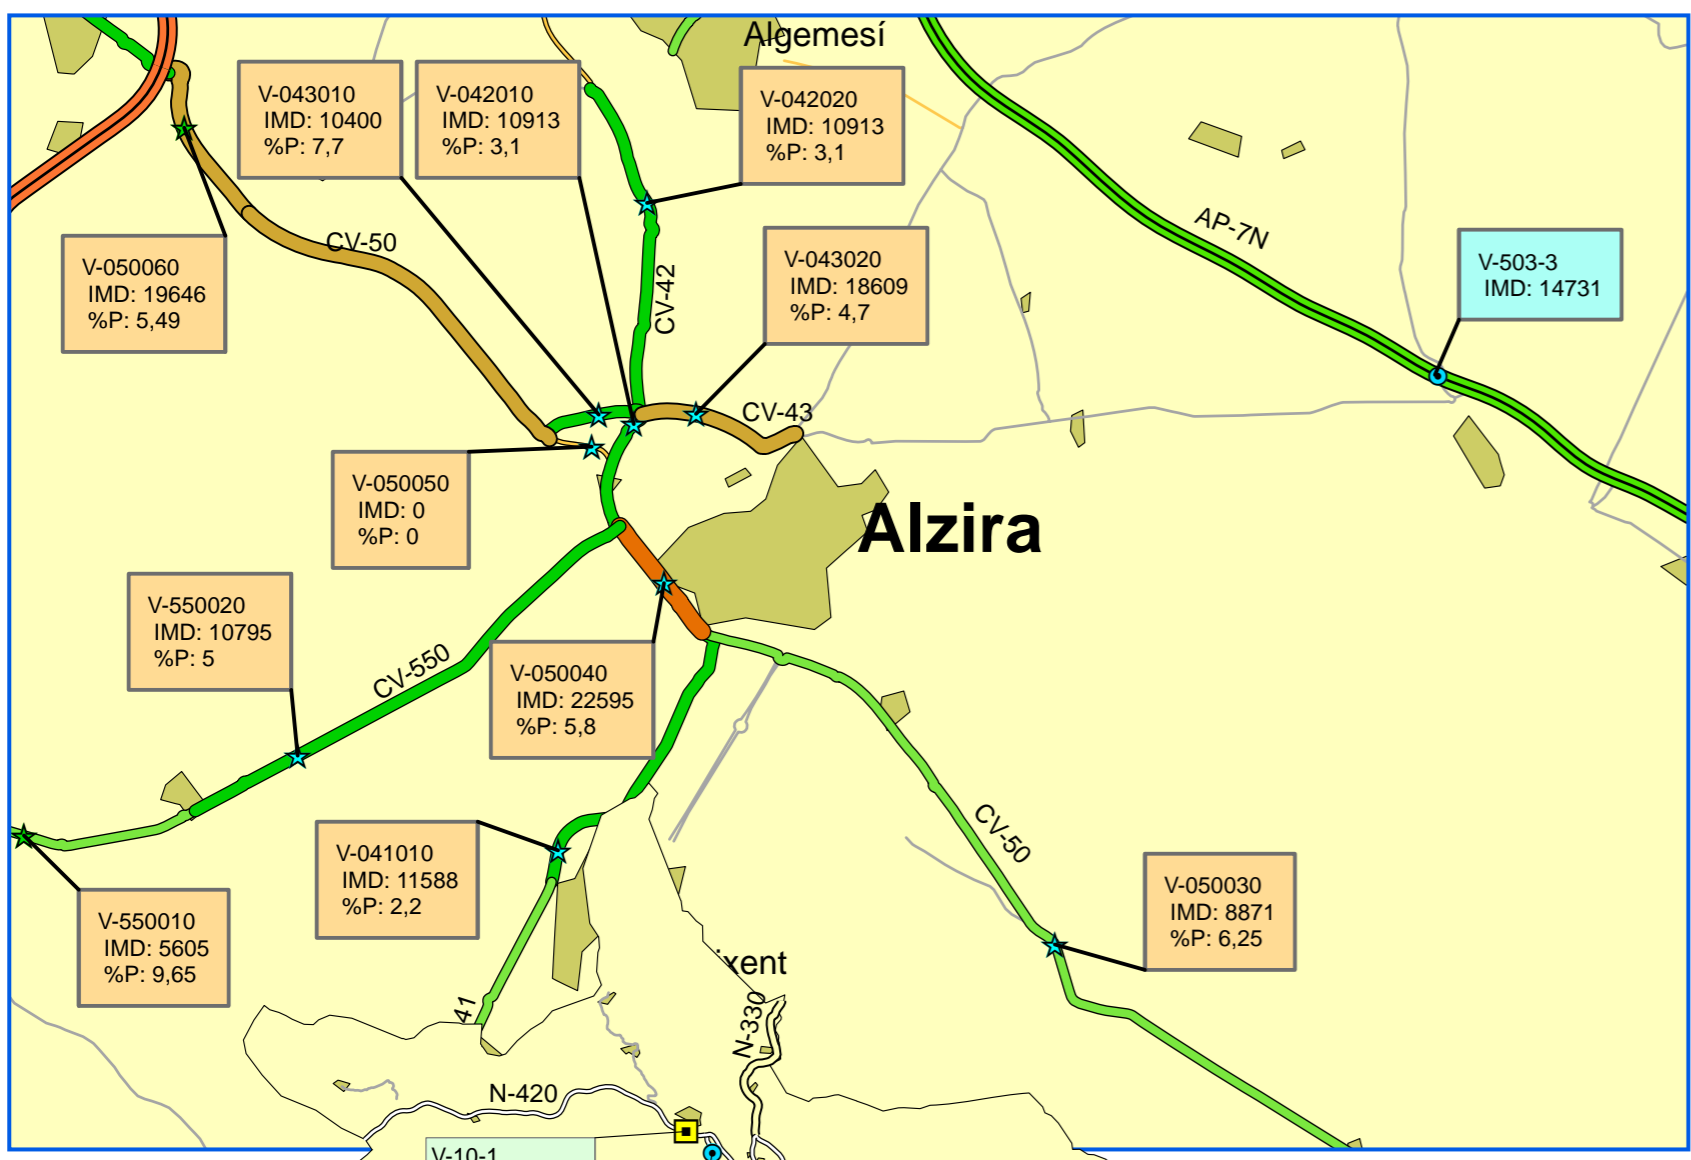 Algemesí
V-043010
IMD: 10400
%P: 7,7
V-042010
IMD: 10913
%P: 3,1
V-042020
IMD: 10913
%P: 3,1
V-050060
IMD: 19646
%P: 5,49
CV-50
CV-42
V-043020
IMD: 18609
%P: 4,7
AP-7N
V-503-3
IMD: 14731
CV-43
V-050050
IMD: 0
%P: 0
Alzira
V-550020
IMD: 10795
%P: 5
CV-550
V-050040
IMD: 22595
%P: 5,8
V-041010
IMD: 11588
%P: 2,2
CV-50
V-050030
IMD: 8871
%P: 6,25
V-550010
IMD: 5605
%P: 9,65
ixent
41
N-330
N-420
V-10-1